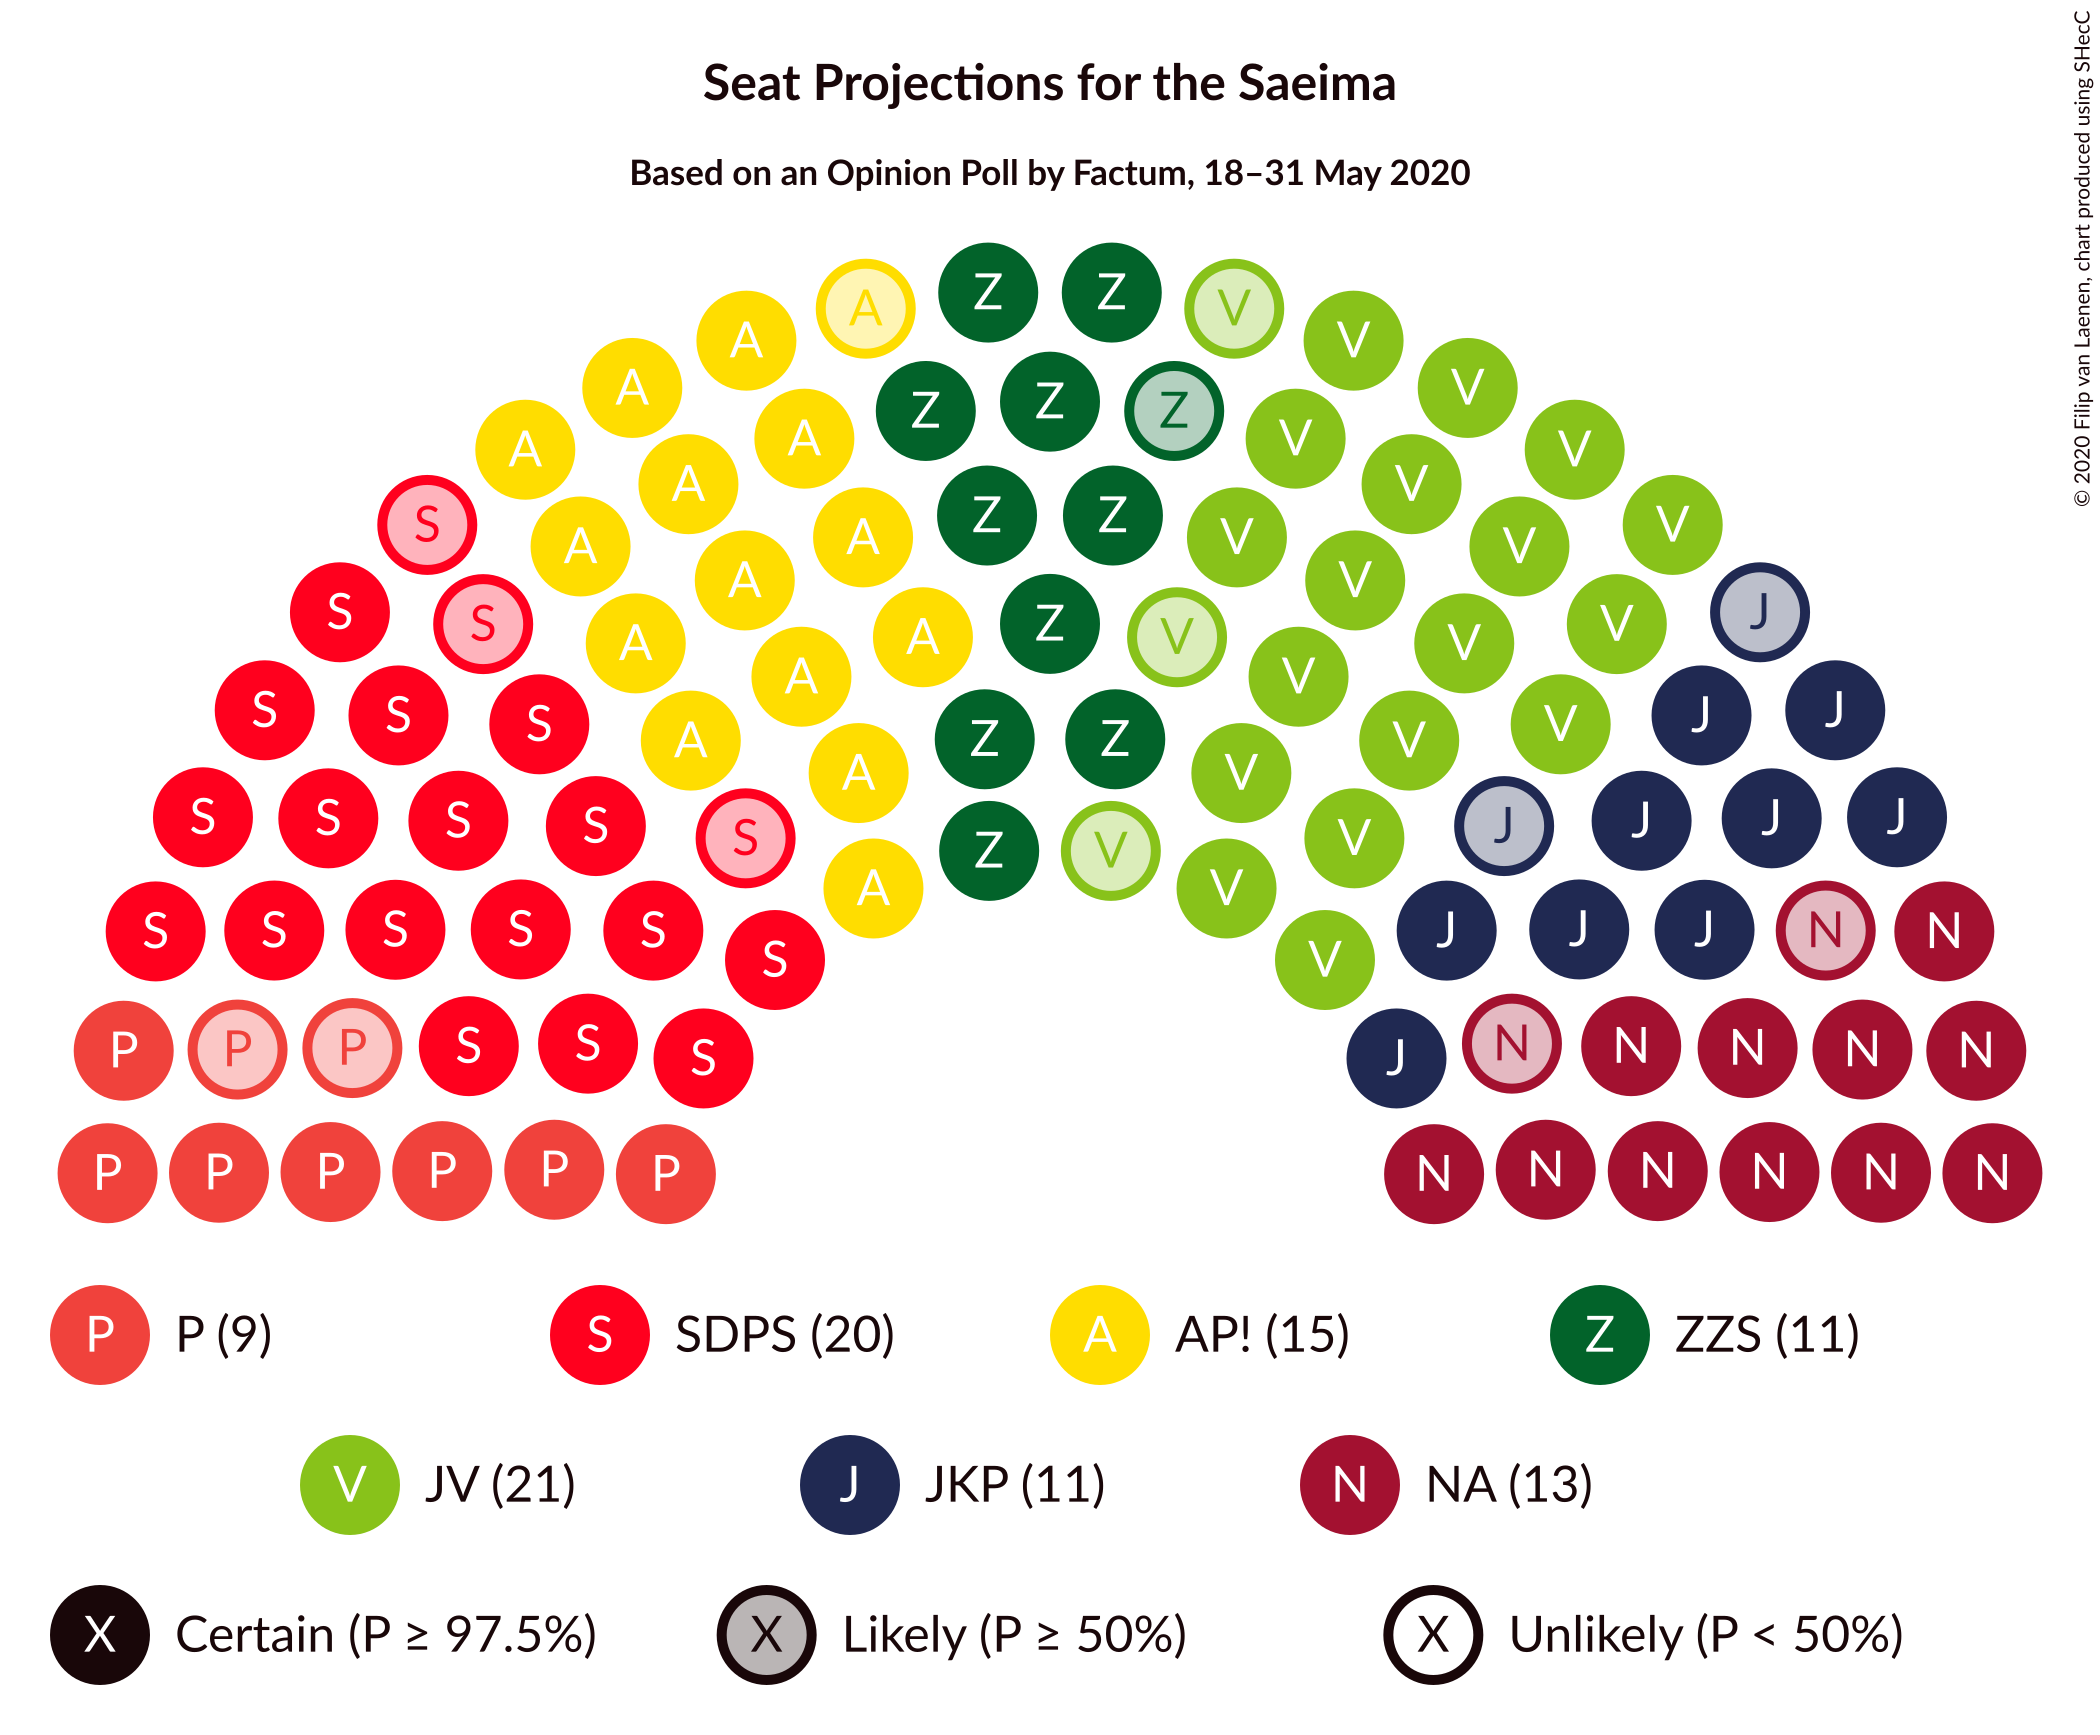 Seat Projections for the Saeima
Based on an Opinion Poll by Factum, 18–31 May 2020
© 2020 Filip van Laenen, chart produced using SHecC
Z Z
A V
A V
Z
A Z Z V
A V
A V
A V
S A V V
Z Z
A V
A V
A V
S J
S Z V
A V
A V
A V
S J J
S S A V
A Z Z V
A V
S S S S S A V J J J J
S V
Z V
A V
S S S S S J J J N N
S V
P P P S S S J N N N N N
P P P P P P N N N N N N
P P (9) S SDPS (20) A AP! (15) Z ZZS (11)
V JV (21) J JKP (11) N NA (13)
X Certain (P ≥ 97.5%) X Likely (P ≥ 50%) X Unlikely (P < 50%)